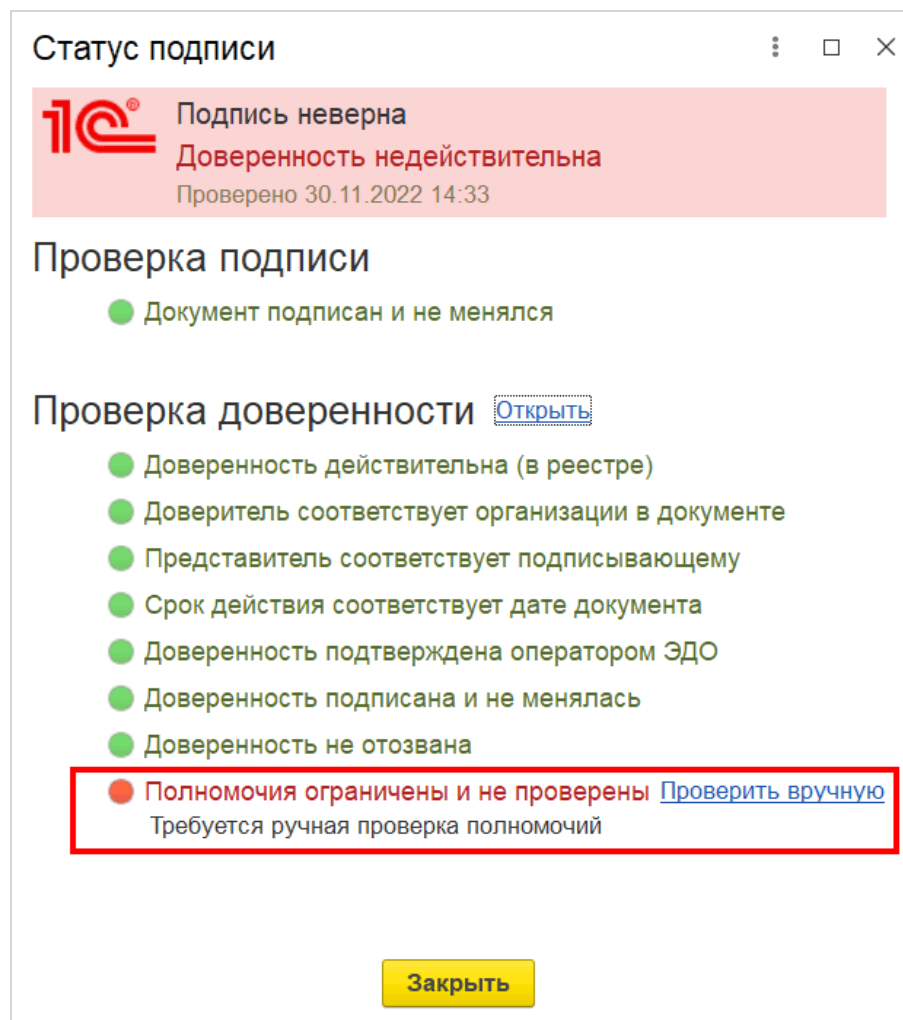 Статус подписи
1С®
Подпись неверна
Доверенность недействительна
Проверено 30.11.2022 14:33
Проверка подписи
Документ подписан и не менялся
Проверка доверенности Открыть
Доверенность действительна (в реестре)
Доверитель соответствует организации в документе
Представитель соответствует подписывающему
Срок действия соответствует дате документа
Доверенность подтверждена оператором ЭДО
Доверенность подписана и не менялась
Доверенность не отозвана
Полномочия ограничены и не проверены Проверить вручную
Требуется ручная проверка полномочий
Закрыть